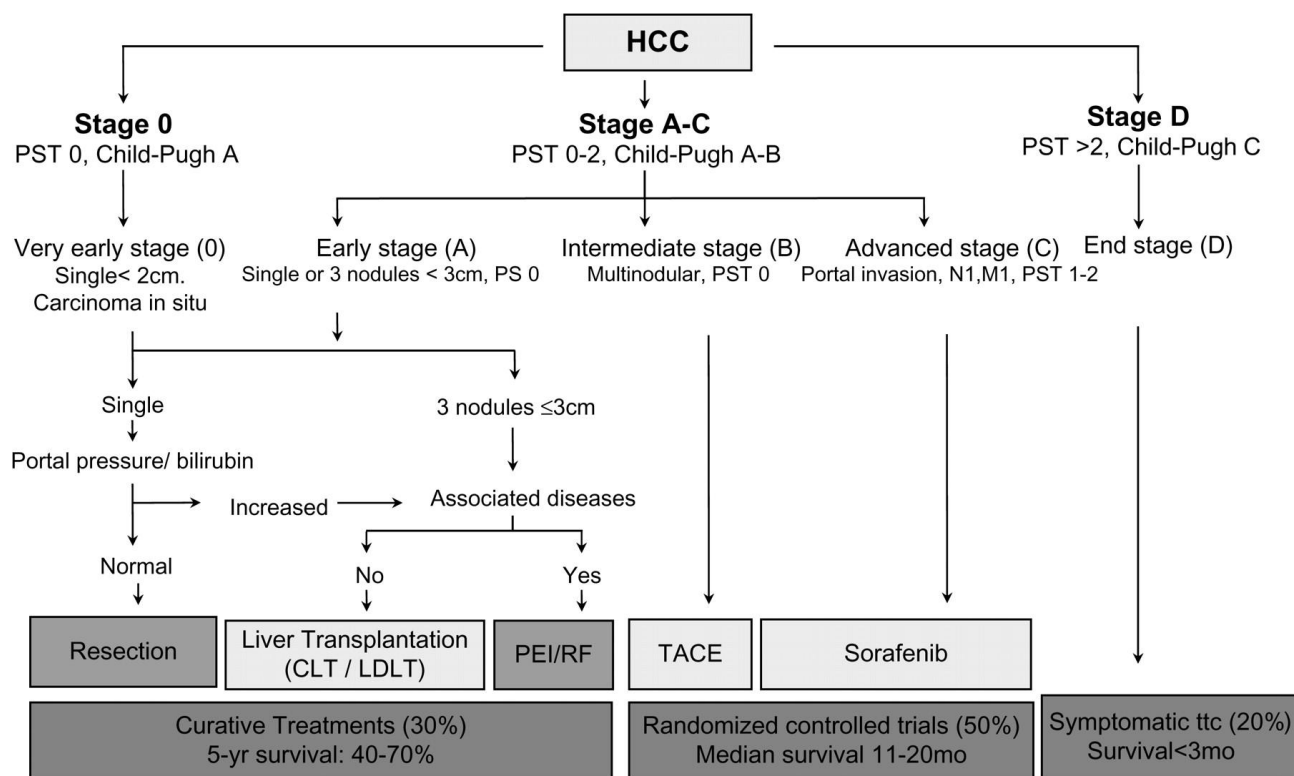 HCC
Stage 0
PST 0, Child-Pugh A
Stage A-C
PST 0-2, Child-Pugh A-B
Stage D
PST >2, Child-Pugh C
Very early stage (0)
Single< 2cm.
Carcinoma in situ
Early stage (A)
Single or 3 nodules < 3cm, PS 0
Intermediate stage (B)
Multinodular, PST 0
Advanced stage (C)
Portal invasion, N1,M1, PST 1-2
End stage (D)
Single
3 nodules ≤3cm
Portal pressure/ bilirubin
Increased
Associated diseases
Normal
No
Yes
Resection
Liver Transplantation
(CLT / LDLT)
PEI/RF
TACE
Sorafenib
Curative Treatments (30%)
5-yr survival: 40-70%
Randomized controlled trials (50%)
Median survival 11-20mo
Symptomatic ttc (20%)
Survival<3mo